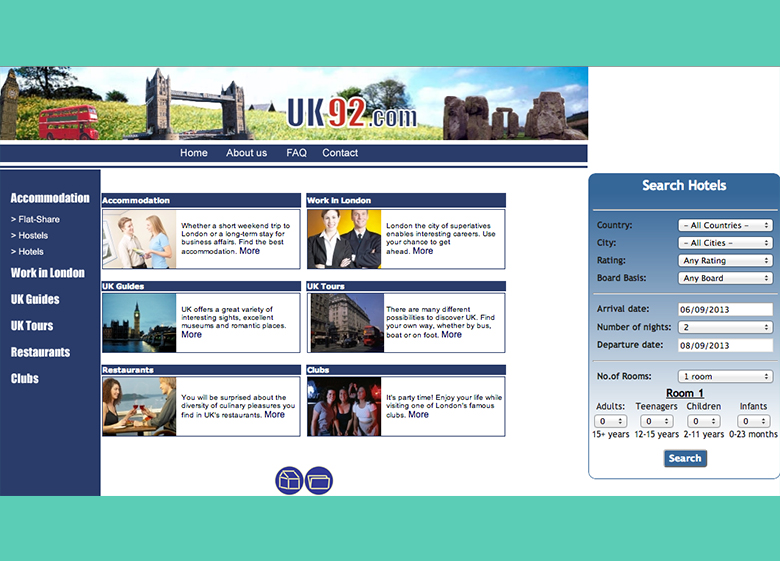 UK92.com
Home About us FAQ Contact
Accommodation
> Flat-Share
> Hostels
> Hotels
Work in London
UK Guides
UK Tours
Restaurants
Clubs
Accommodation
Whether a short weekend trip to
London or a long-term stay for
business affairs. Find the best
accommodation. More
Work in London
London the city of superlatives
enables interesting careers. Use
your chance to get
ahead. More
UK Guides
UK offers a great variety of
interesting sights, excellent
museums and romantic places.
More
UK Tours
There are many different
possibilities to discover UK. Find
your own way, whether by bus,
boat or on foot. More
Restaurants
You will be surprised about the
diversity of culinary pleasures you
find in UK's restaurants. More
Clubs
It's party time! Enjoy your life while
visiting one of London's famous
clubs. More
Search Hotels
Country: - All Countries -
City: - All Cities -
Rating: Any Rating
Board Basis: Any Board
Arrival date: 06/09/2013
Number of nights: 2
Departure date: 08/09/2013
No.of Rooms: 1 room
Room 1
Adults: Teenagers Children Infants
0 0 0 0
15+ years 12-15 years 2-11 years 0-23 months
Search